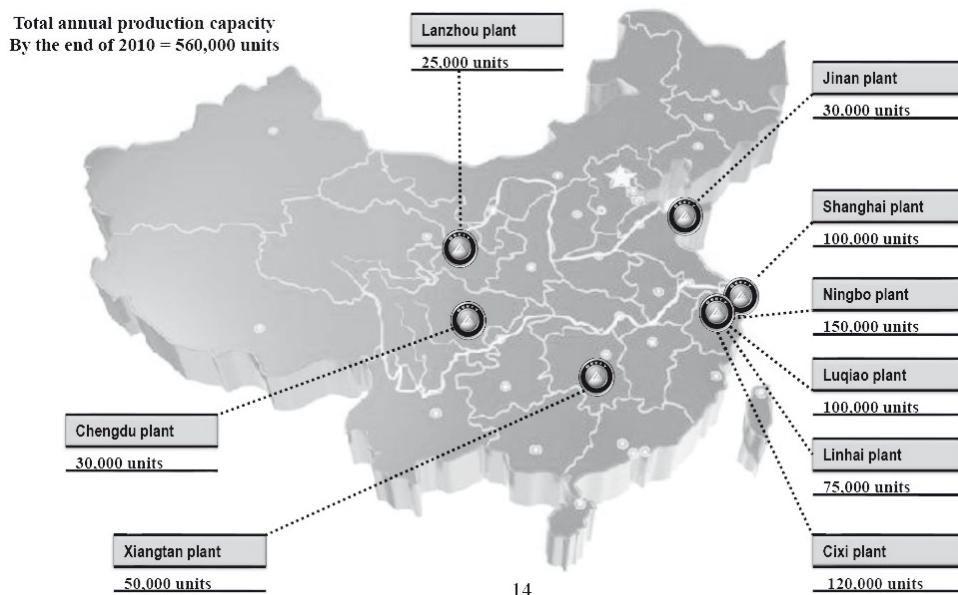 Total annual production capacity
By the end of 2010 = 560,000 units
Lanzhou plant
25,000 units
Jinan plant
30,000 units
Shanghai plant
100,000 units
Ningbo plant
150,000 units
Luqiao plant
100,000 units
Linhai plant
75,000 units
Cixi plant
120,000 units
Chengdu plant
30,000 units
Xiangtan plant
50,000 units
14